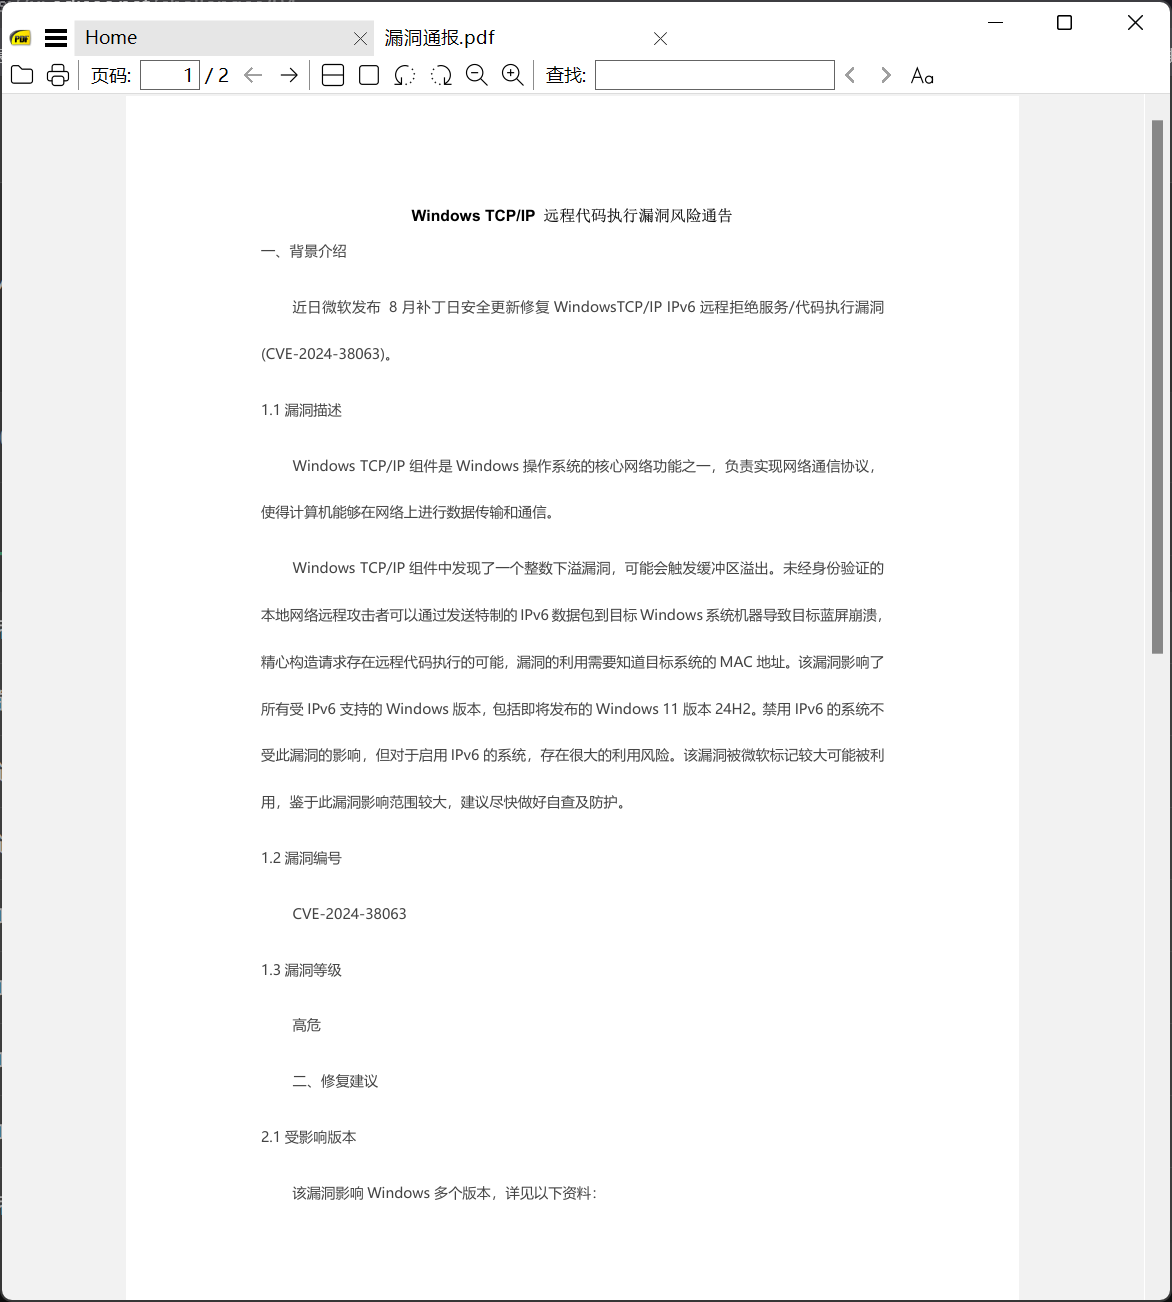 Home
漏洞通报.pdf
页码: 1 / 2
查找:
Aa
Windows TCP/IP 远程代码执行漏洞风险通告
一、背景介绍
近日微软发布 8 月补丁日安全更新修复 WindowsTCP/IP IPv6 远程拒绝服务/代码执行漏洞
(CVE-2024-38063)。
1.1 漏洞描述
Windows TCP/IP 组件是 Windows 操作系统的核心网络功能之一，负责实现网络通信协议，
使得计算机能够在网络上进行数据传输和通信。
Windows TCP/IP 组件中发现了一个整数下溢漏洞，可能会触发缓冲区溢出。未经身份验证的
本地网络远程攻击者可以通过发送特制的 IPv6 数据包到目标 Windows 系统机器导致目标蓝屏崩溃，
精心构造请求存在远程代码执行的可能，漏洞的利用需要知道目标系统的 MAC 地址。该漏洞影响了
所有受 IPv6 支持的 Windows 版本，包括即将发布的 Windows 11 版本 24H2。禁用 IPv6 的系统不
受此漏洞的影响，但对于启用 IPv6 的系统，存在很大的利用风险。该漏洞被微软标记较大可能被利
用，鉴于此漏洞影响范围较大，建议尽快做好自查及防护。
1.2 漏洞编号
CVE-2024-38063
1.3 漏洞等级
高危
二、修复建议
2.1 受影响版本
该漏洞影响 Windows 多个版本，详见以下资料：